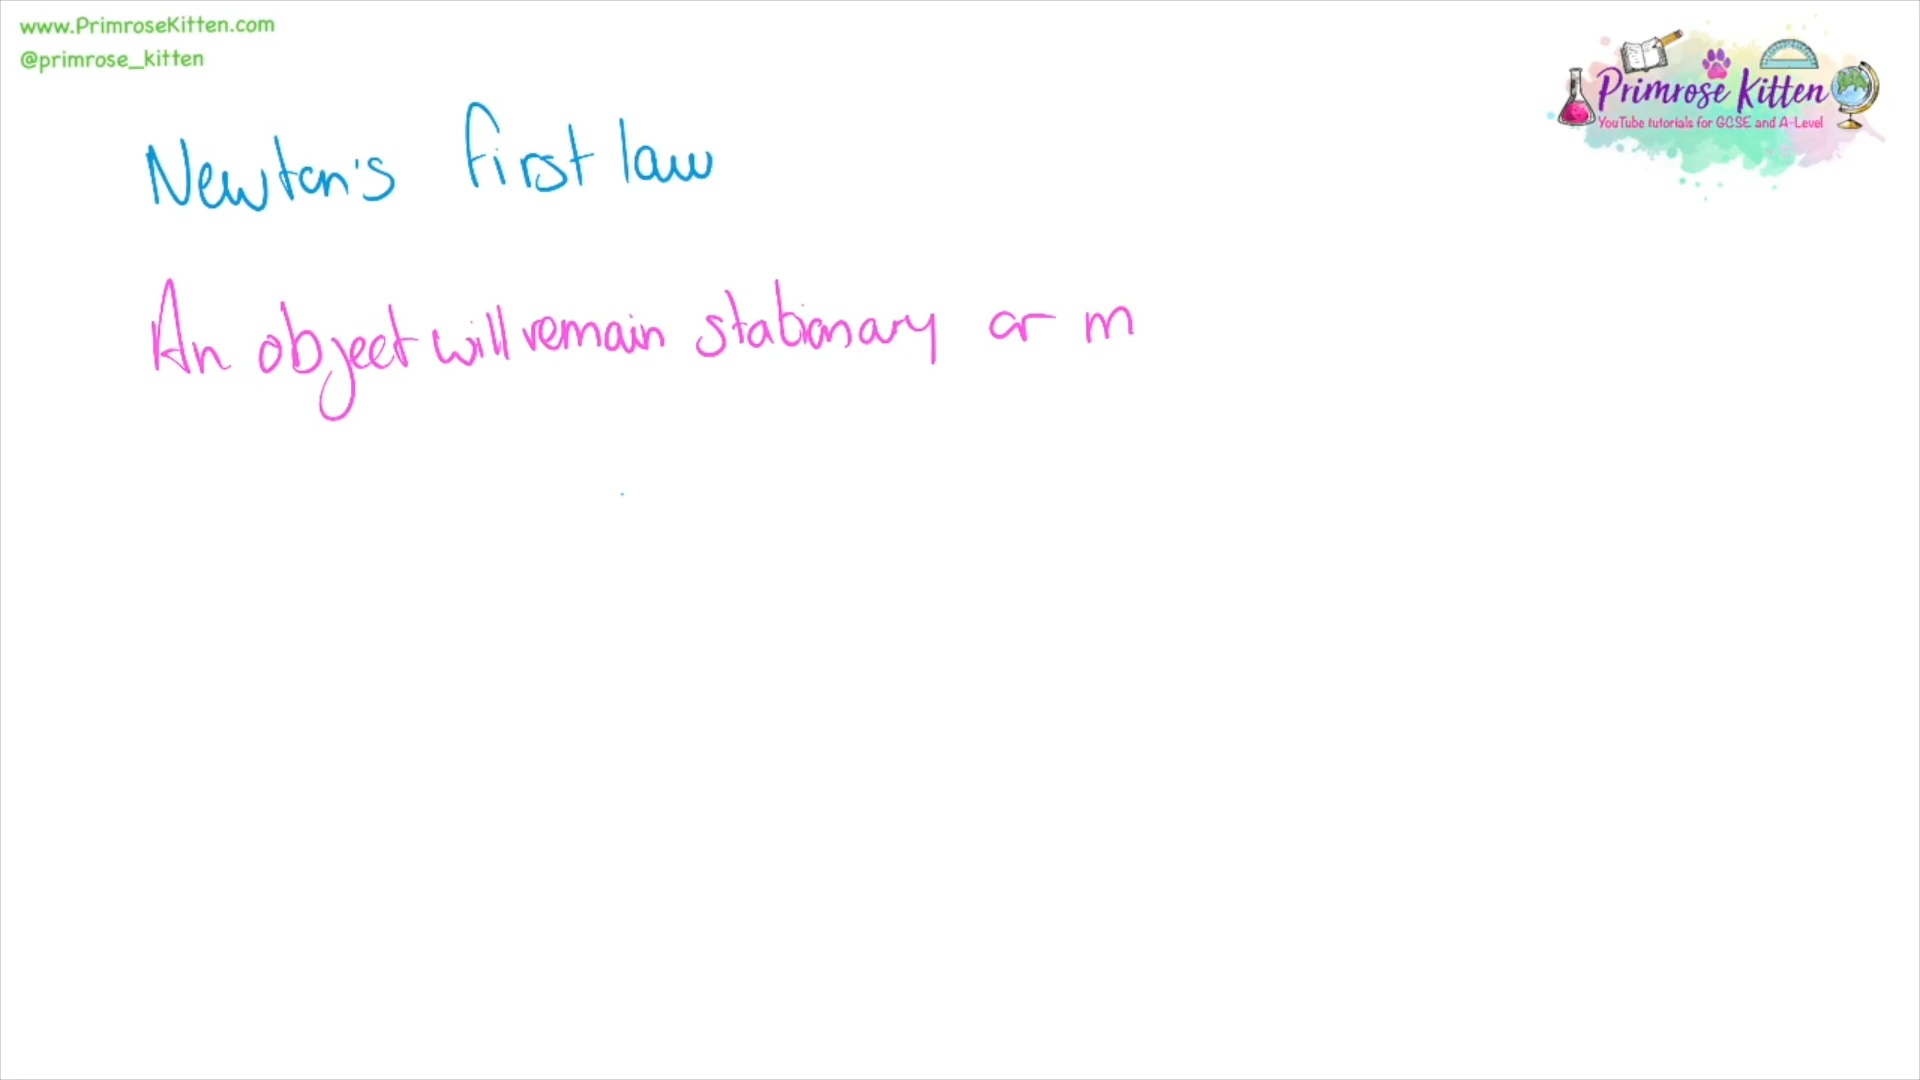 www.PrimroseKitten.com
@primrose_kitten
Primrose Kitten
YouTube tutorials for GCSE and A-Level
Newton's first law
An object will remain stationary or m